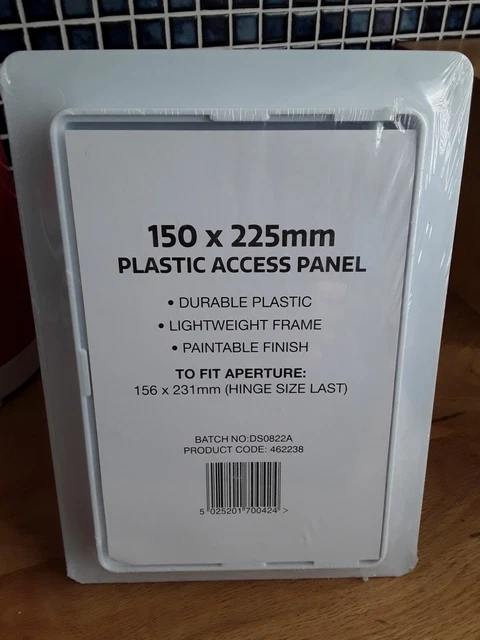 150 x 225mm
PLASTIC ACCESS PANEL
• DURABLE PLASTIC
• LIGHTWEIGHT FRAME
• PAINTABLE FINISH
TO FIT APERTURE:
156 x 231mm (HINGE SIZE LAST)
BATCH NO:DS0822A
PRODUCT CODE: 462238
5 025201 700424 >